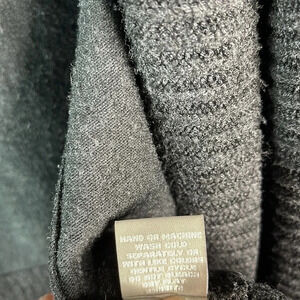 HAND OR MACHINE
WASH COLD
SEPARATELY OR
WITH LIKE COLORS
GENTLE CYCLE
DO NOT BLEACH
DRY FLAT